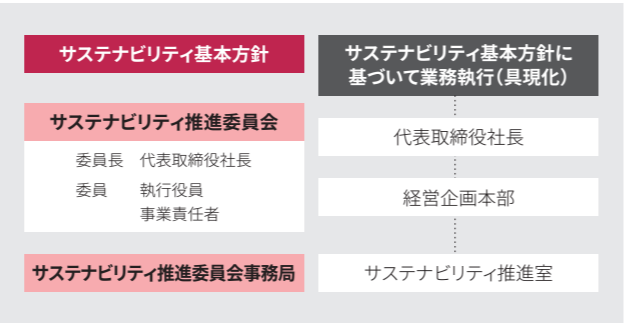 サステナビリティ基本方針
サステナビリティ推進委員会
委員長 代表取締役社長
委員 執行役員
事業責任者
サステナビリティ推進委員会事務局
サステナビリティ基本方針に
基づいて業務執行（具現化）
代表取締役社長
経営企画本部
サステナビリティ推進室